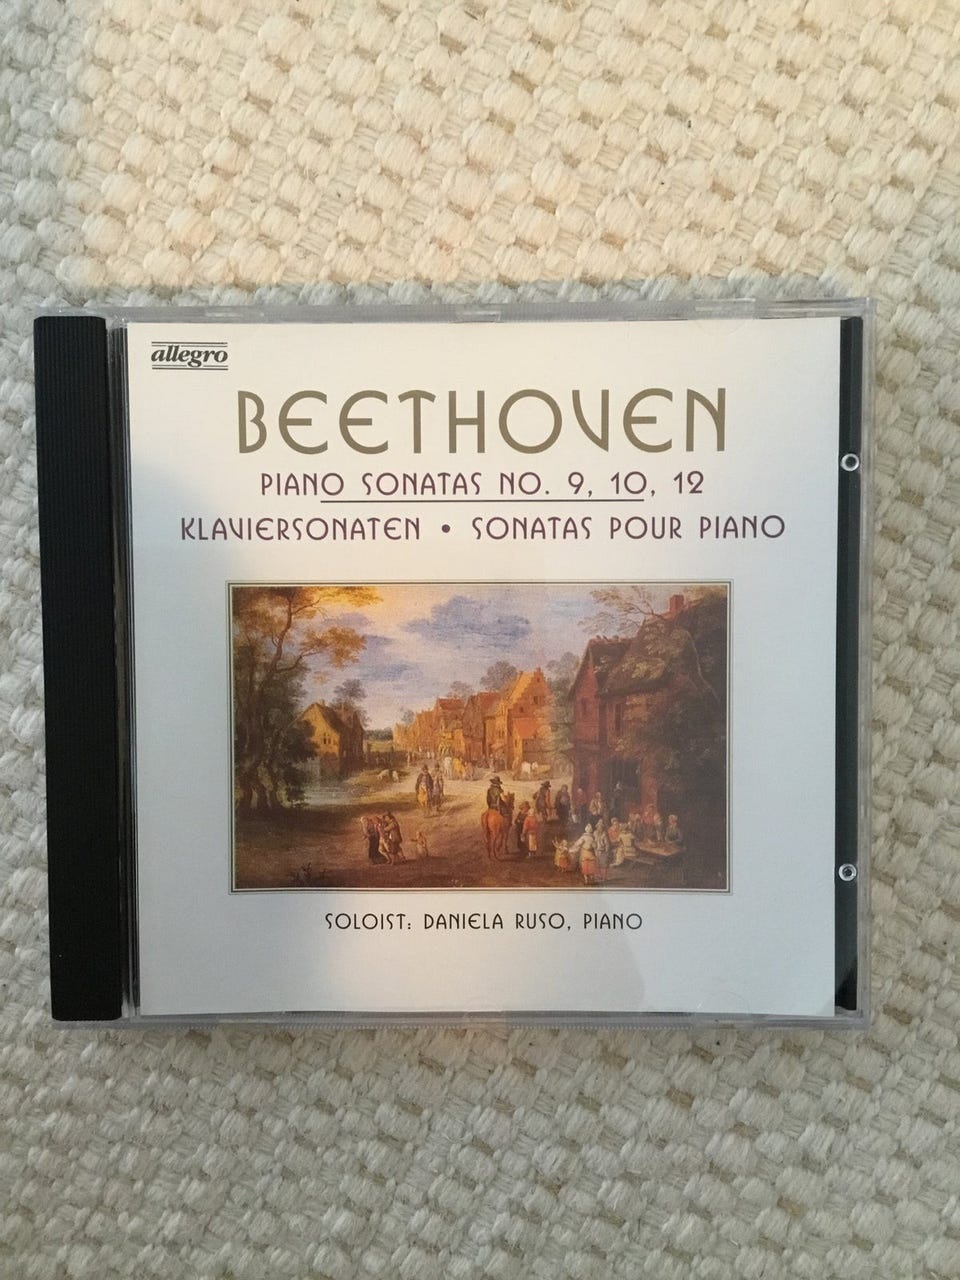 allegro
BEETHOVEN
PIANO SONATAS NO. 9, 10, 12
KLAVIERSONATEN • SONATAS POUR PIANO
SOLOIST: DANIELA RUSO, PIANO